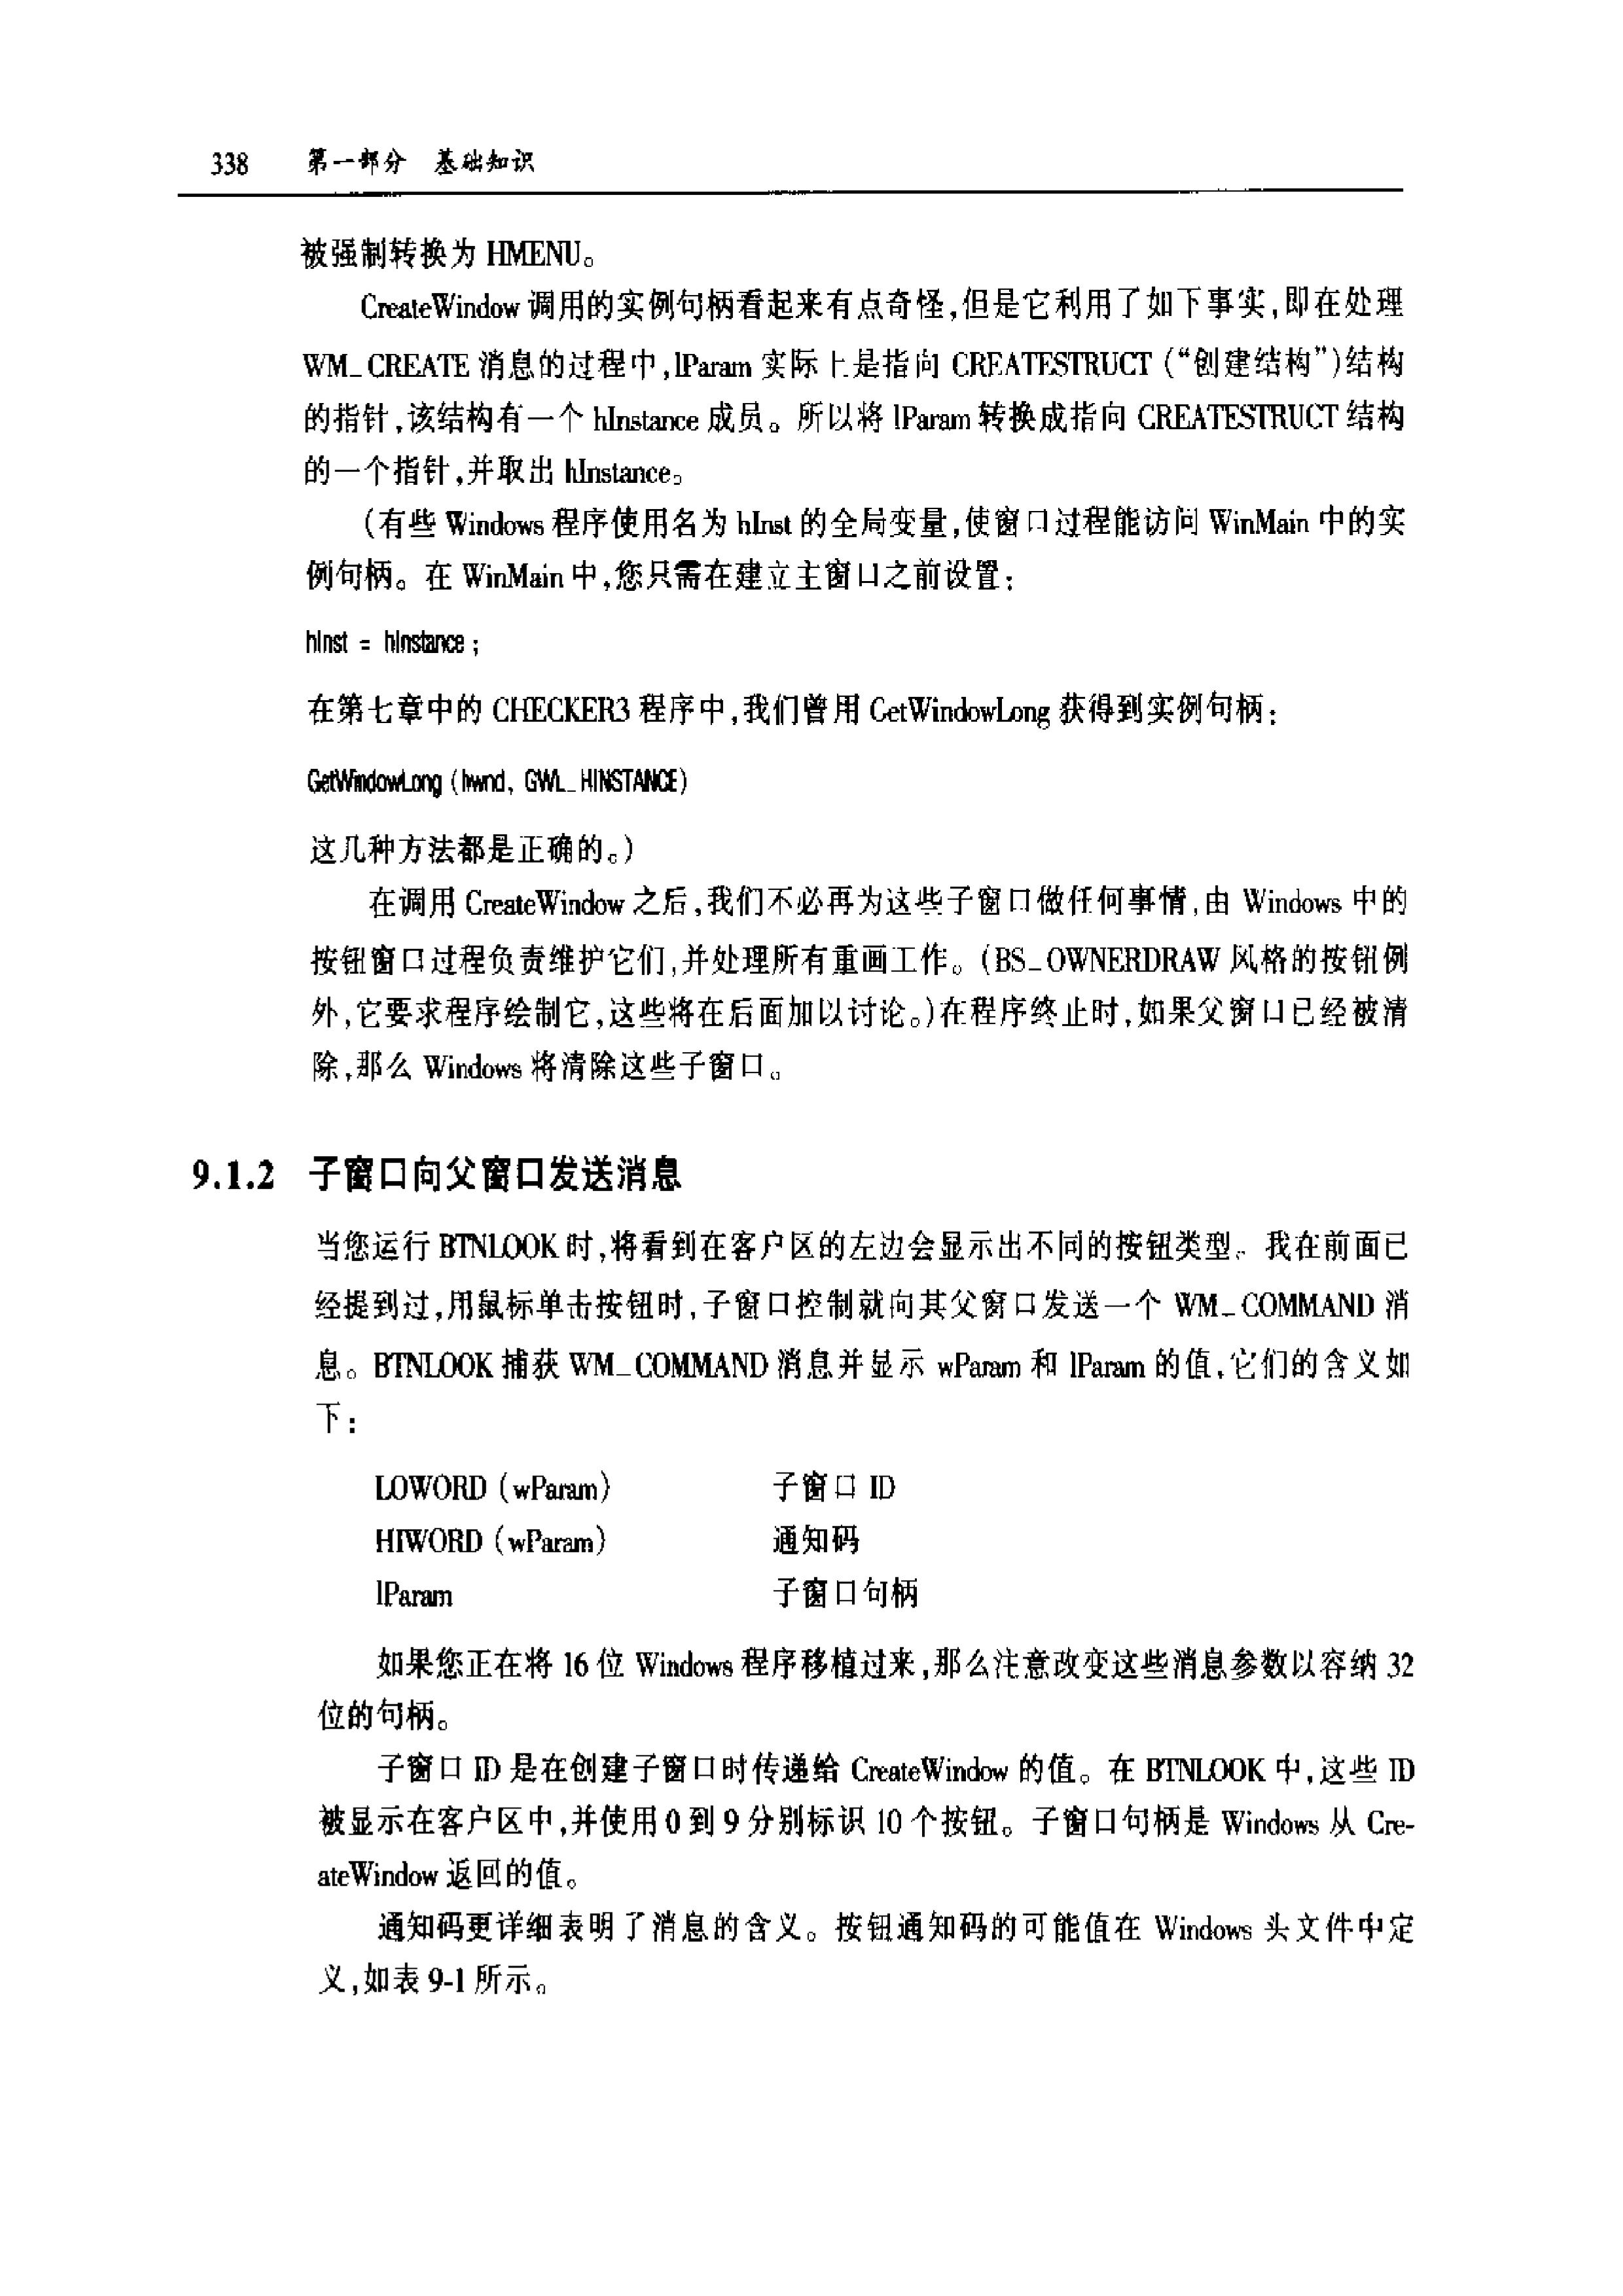 338 第一部分 基础知识
被强制转换为 HMENU。
CreateWindow 调用的实例句柄看起来有点奇怪,但是它利用了如下事实,即在处理
WM_CREATE 消息的过程中,lParam 实际上是指向 CREATESTRUCT (“创建结构”)结构
的指针,该结构有一个 hInstance 成员。所以将 lParam 转换成指向 CREATESTRUCT 结构
的一个指针,并取出 hInstance。
(有些 Windows 程序使用名为 hInst 的全局变量,使窗口过程能访问 WinMain 中的实
例句柄。在 WinMain 中,您只需在建立主窗口之前设置:
hInst = hInstance ;
在第七章中的 CHECKER3 程序中,我们曾用 GetWindowLong 获得到实例句柄:
GetWindowLong (hwnd, GWL_HINSTANCE)
这几种方法都是正确的。)
在调用 CreateWindow 之后,我们不必再为这些子窗口做任何事情,由 Windows 中的
按钮窗口过程负责维护它们,并处理所有重画工作。(BS_OWNERDRAW 风格的按钮例
外,它要求程序绘制它,这些将在后面加以讨论。)在程序终止时,如果父窗口已经被清
除,那么 Windows 将清除这些子窗口。
9.1.2 子窗口向父窗口发送消息
当您运行 BTNLOOK 时,将看到在客户区的左边会显示出不同的按钮类型。我在前面已
经提到过,用鼠标单击按钮时,子窗口控制就向其父窗口发送一个 WM_COMMAND 消
息。BTNLOOK 捕获 WM_COMMAND 消息并显示 wParam 和 lParam 的值,它们的含义如
下:
LOWORD (wParam) 子窗口 ID
HIWORD (wParam) 通知码
lParam 子窗口句柄
如果您正在将 16 位 Windows 程序移植过来,那么注意改变这些消息参数以容纳 32
位的句柄。
子窗口 ID 是在创建子窗口时传递给 CreateWindow 的值。在 BTNLOOK 中,这些 ID
被显示在客户区中,并使用 0 到 9 分别标识 10 个按钮。子窗口句柄是 Windows 从 Cre-
ateWindow 返回的值。
通知码更详细表明了消息的含义。按钮通知码的可能值在 Windows 头文件中定
义,如表 9-1 所示。